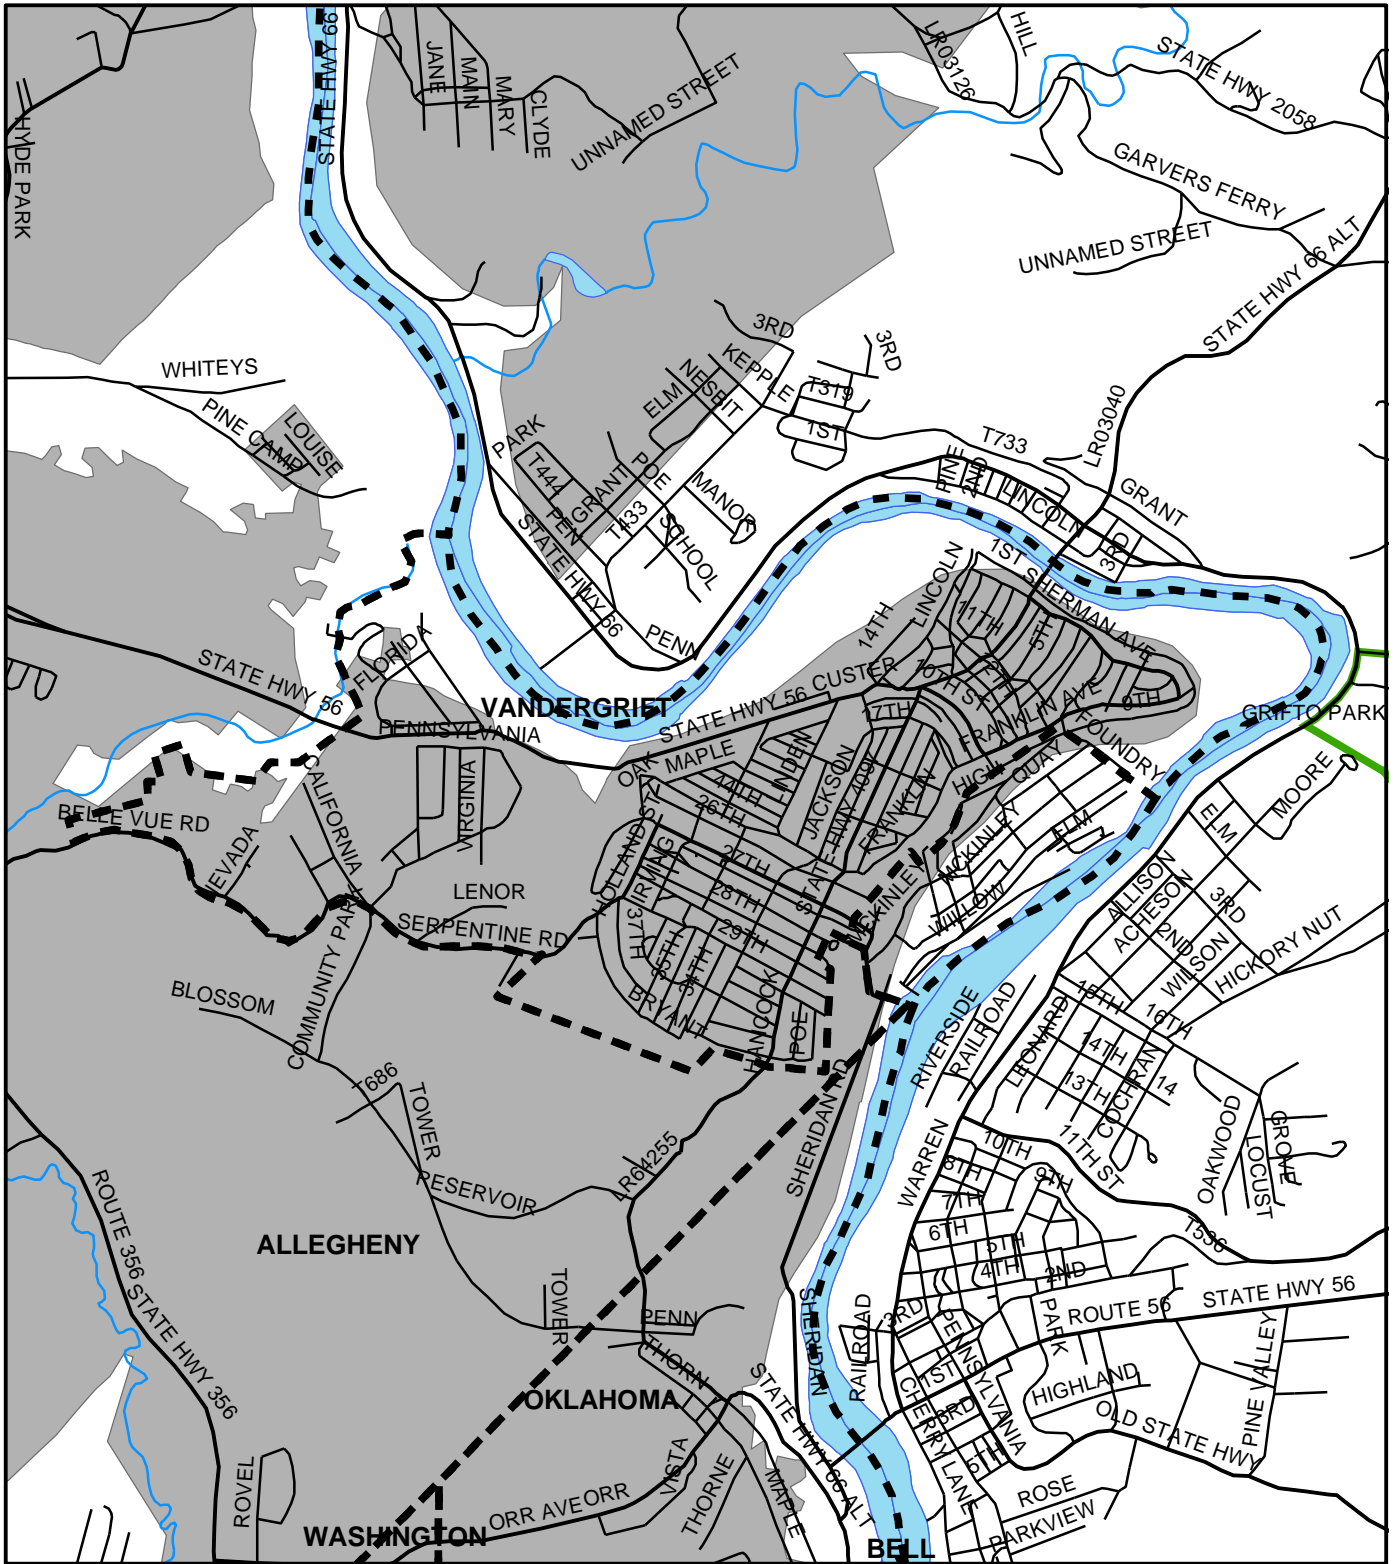 STATE HWY 66
JANE
MAIN
MARY
CLYDE
UNNAMED STREET
LR03126
HILL
STATE HWY 2058
HYDE PARK
GARVERS FERRY
UNNAMED STREET
STATE HWY 66 ALT
WHITEYS
PINE CAMP
LOUISE
3RD
3RD
KEPPLE
NESBIT
ELM
T319
1ST
LR03040
T733
PARK
T444
GRANT
POE
MANOR
PINE
2ND
LINCOLN
GRANT
PEN
T433
SCHOOL
STATE HWY 66
3RD
1ST
SHERMAN AVE
LINCOLN
14TH
11TH
5TH
PENN
FLORIDA
STATE HWY 56
CUSTER
10TH ST
9TH
VANDERGRIFT
STATE HWY 56
17TH
FRANKLIN AVE
GRIFTO PARK
PENNSYLVANIA
OAK
MAPLE
FOUNDRY
HIGH
QUAY
CALIFORNIA
VIRGINIA
44TH
LINDEN
JACKSON
STATE HWY 409
FRANKLIN
MOORE
BELLE VUE RD
26TH
HOLLAND ST
IRMING
27TH
MCKINLEY
ELM
ELM
NEVADA
LENOR
28TH
MCKINLEY
WILLOW
ALLISON
ACHESON
3RD
SERPENTINE RD
37TH
29TH
35TH
34TH
2ND
WILSON
HICKORY NUT
BLOSSOM
COMMUNITY PARK
BRYANT
HANCOCK
POE
RIVERSIDE
RAILROAD
15TH
16TH
LEONARD
14TH
14
13TH
COCHRAN
T686
TOWER
SHERIDAN RD
OAKWOOD
GROVE
LOCUST
WARREN
10TH
11TH ST
LR64255
8TH
9TH
RESERVOIR
7TH
ROUTE 356
6TH
5TH
T536
ALLEGHENY
4TH
2ND
STATE HWY 356
TOWER
PENN
SHERIDAN
RAILROAD
3RD
PARK
ROUTE 56
STATE HWY 56
PENNSYLVANIA
PINE VALLEY
THORN
STATE HWY 66 ALT
1ST
HIGHLAND
OKLAHOMA
CHERRY LANE
3RD
OLD STATE HWY
5TH
VISTA
ROVEL
THORNE
MAPLE
ROSE
ORR AVE
ORR
PARKVIEW
WASHINGTON
BELL